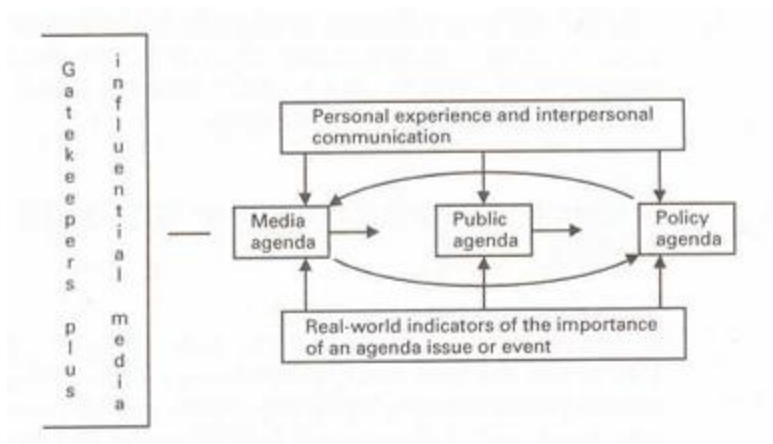 Gatekeepers plus
influential media
Personal experience and interpersonal
communication
Media
agenda
Public
agenda
Policy
agenda
Real-world indicators of the importance
of an agenda issue or event